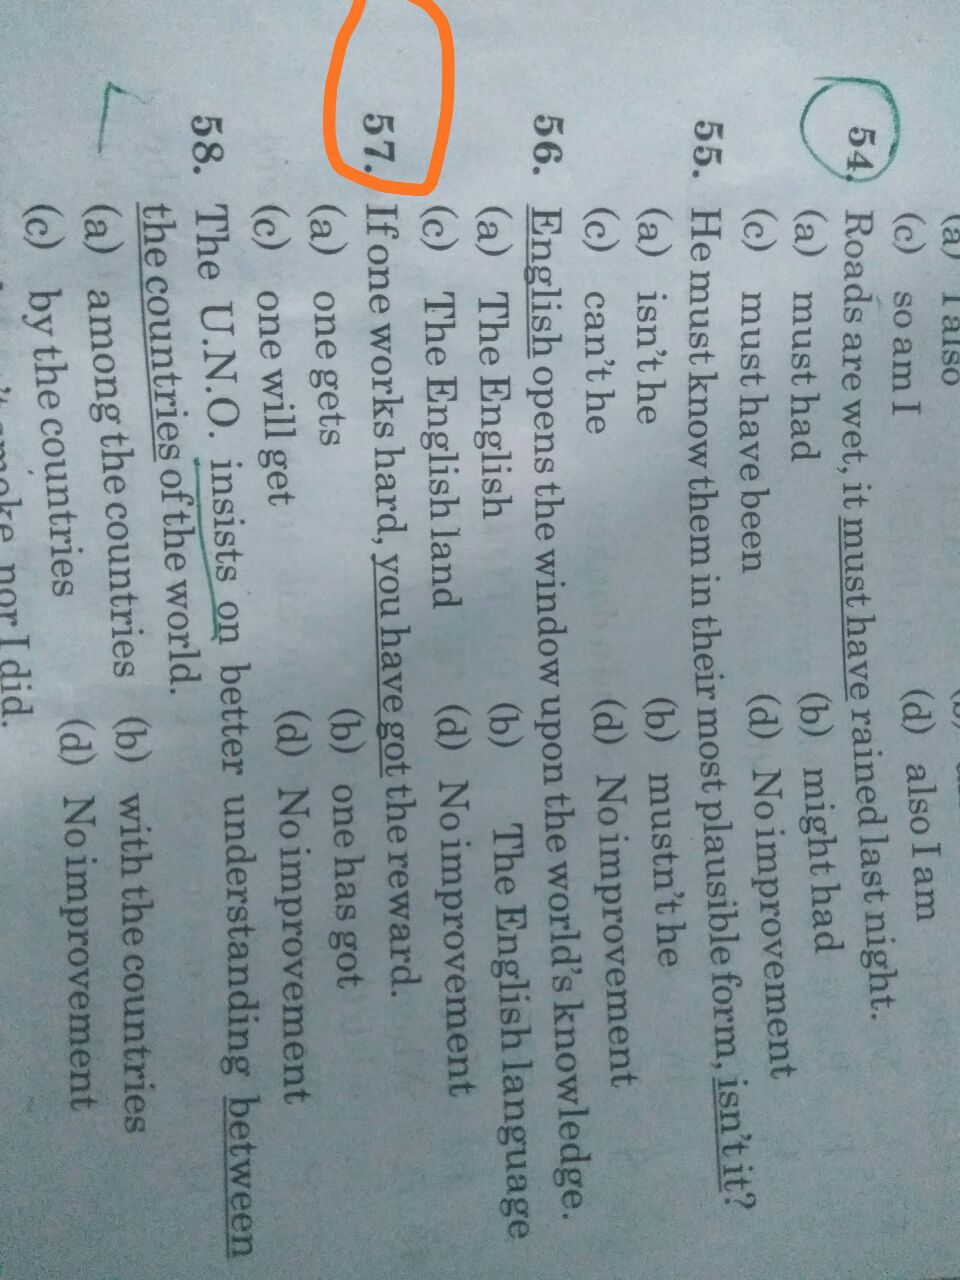 (a) I also
(c) so am I (d) also I am
54. Roads are wet, it must have rained last night.
(a) must had (b) might had
(c) must have been (d) No improvement
55. He must know them in their most plausible form, isn't it?
(a) isn't he (b) mustn't he
(c) can't he (d) No improvement
56. English opens the window upon the world's knowledge.
(a) The English (b) The English language
(c) The English land (d) No improvement
57. If one works hard, you have got the reward.
(a) one gets (b) one has got
(c) one will get (d) No improvement
58. The U.N.O. insists on better understanding between
the countries of the world.
(a) among the countries (b) with the countries
(c) by the countries (d) No improvement
nor I did.